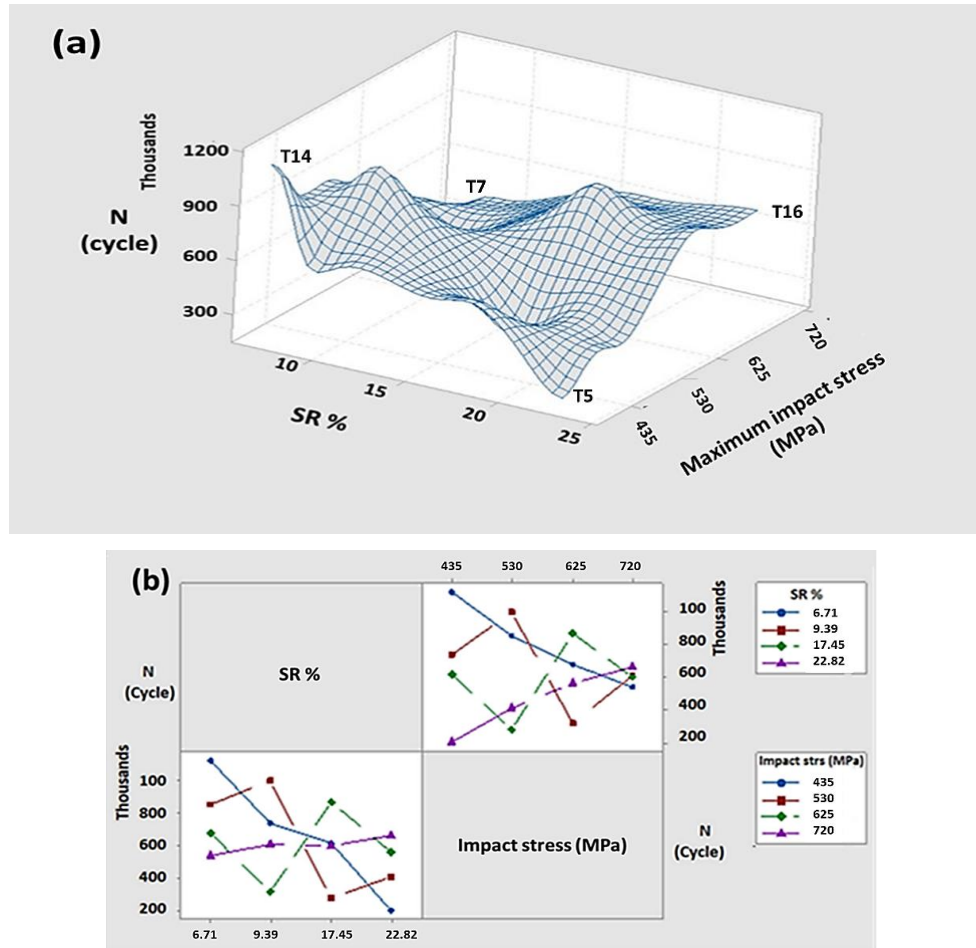 (a)
Thousands
1200
900
600
300
N
(cycle)
T14
T7
T16
T5
10
15
20
25
SR %
435
530
625
720
Maximum impact stress
(MPa)
(b)
435 530 625 720
N
(Cycle)
SR %
100
800
600
400
200
Thousands
SR %
6.71
9.39
17.45
22.82
Thousands
100
800
600
400
200
6.71 9.39 17.45 22.82
Impact stress (MPa)
N
(Cycle)
Impact strs (MPa)
435
530
625
720